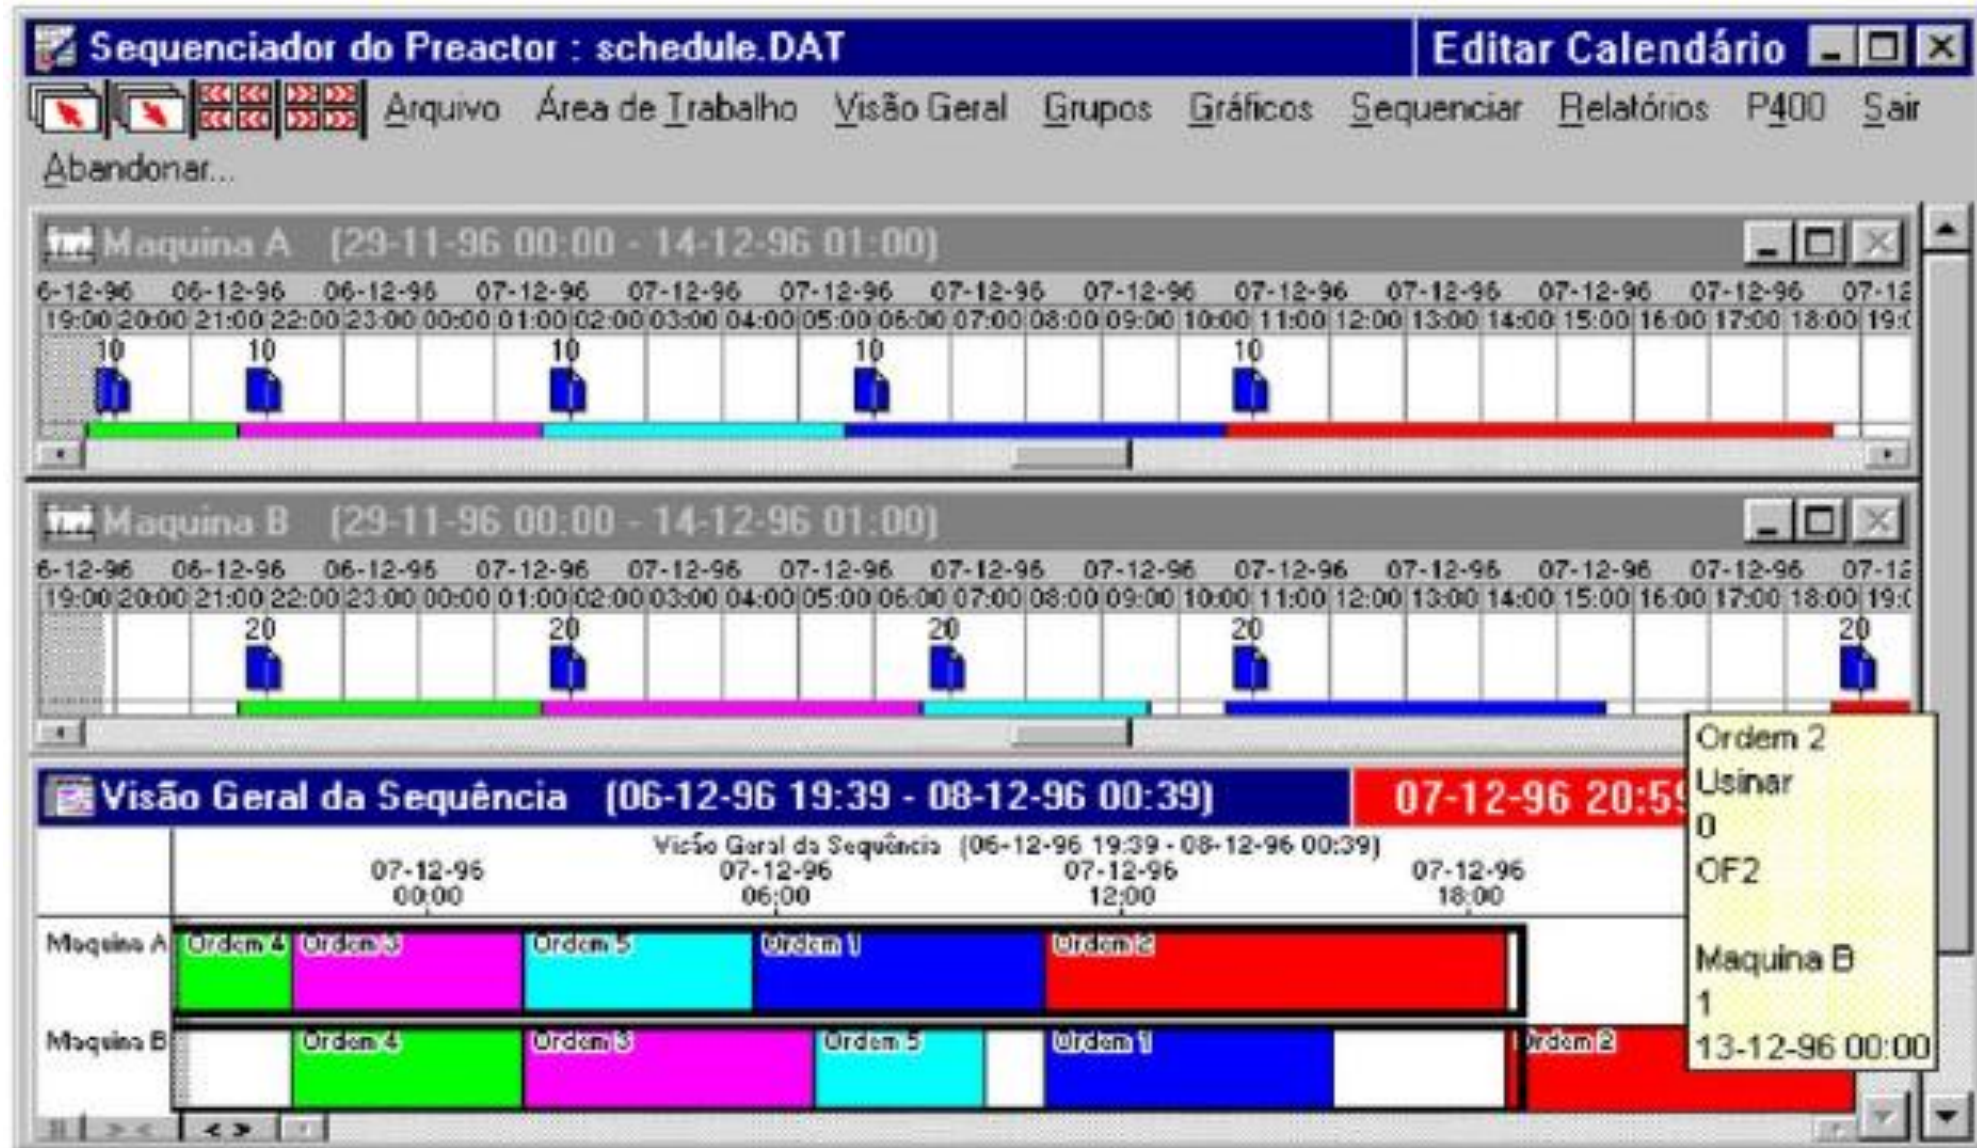 Sequenciador do Preactor : schedule.DAT Editar Calendário
Arquivo Área de Trabalho Visão Geral Grupos Gráficos Sequenciar Relatórios P400 Sair
Abandonar...
Maquina A (29-11-96 00:00 - 14-12-96 01:00)
6-12-96 06-12-96 06-12-96 07-12-96 07-12-96 07-12-96 07-12-96 07-12-96 07-12-96 07-12-96 07-12-96 07-12-96 07-12
19:00 20:00 21:00 22:00 23:00 00:00 01:00 02:00 03:00 04:00 05:00 06:00 07:00 08:00 09:00 10:00 11:00 12:00 13:00 14:00 15:00 16:00 17:00 18:00 19:0
10 10 10 10 10
Maquina B (29-11-96 00:00 - 14-12-96 01:00)
6-12-96 06-12-96 06-12-96 07-12-96 07-12-96 07-12-96 07-12-96 07-12-96 07-12-96 07-12-96 07-12-96 07-12-96 07-12
19:00 20:00 21:00 22:00 23:00 00:00 01:00 02:00 03:00 04:00 05:00 06:00 07:00 08:00 09:00 10:00 11:00 12:00 13:00 14:00 15:00 16:00 17:00 18:00 19:0
20 20 20 20 20
Visão Geral da Sequência (06-12-96 19:39 - 08-12-96 00:39) 07-12-96 20:59
Visão Geral da Sequência (06-12-96 19:39 - 08-12-96 00:39)
07-12-96 07-12-96 07-12-96 07-12-96
00:00 06:00 12:00 18:00
Maquina A Ordem 4 Ordem 3 Ordem 5 Ordem 1 Ordem 2
Maquina B Ordem 4 Ordem 3 Ordem 5 Ordem 1 Ordem 2
Ordem 2
Usinar
0
OF2
Maquina B
1
13-12-96 00:00